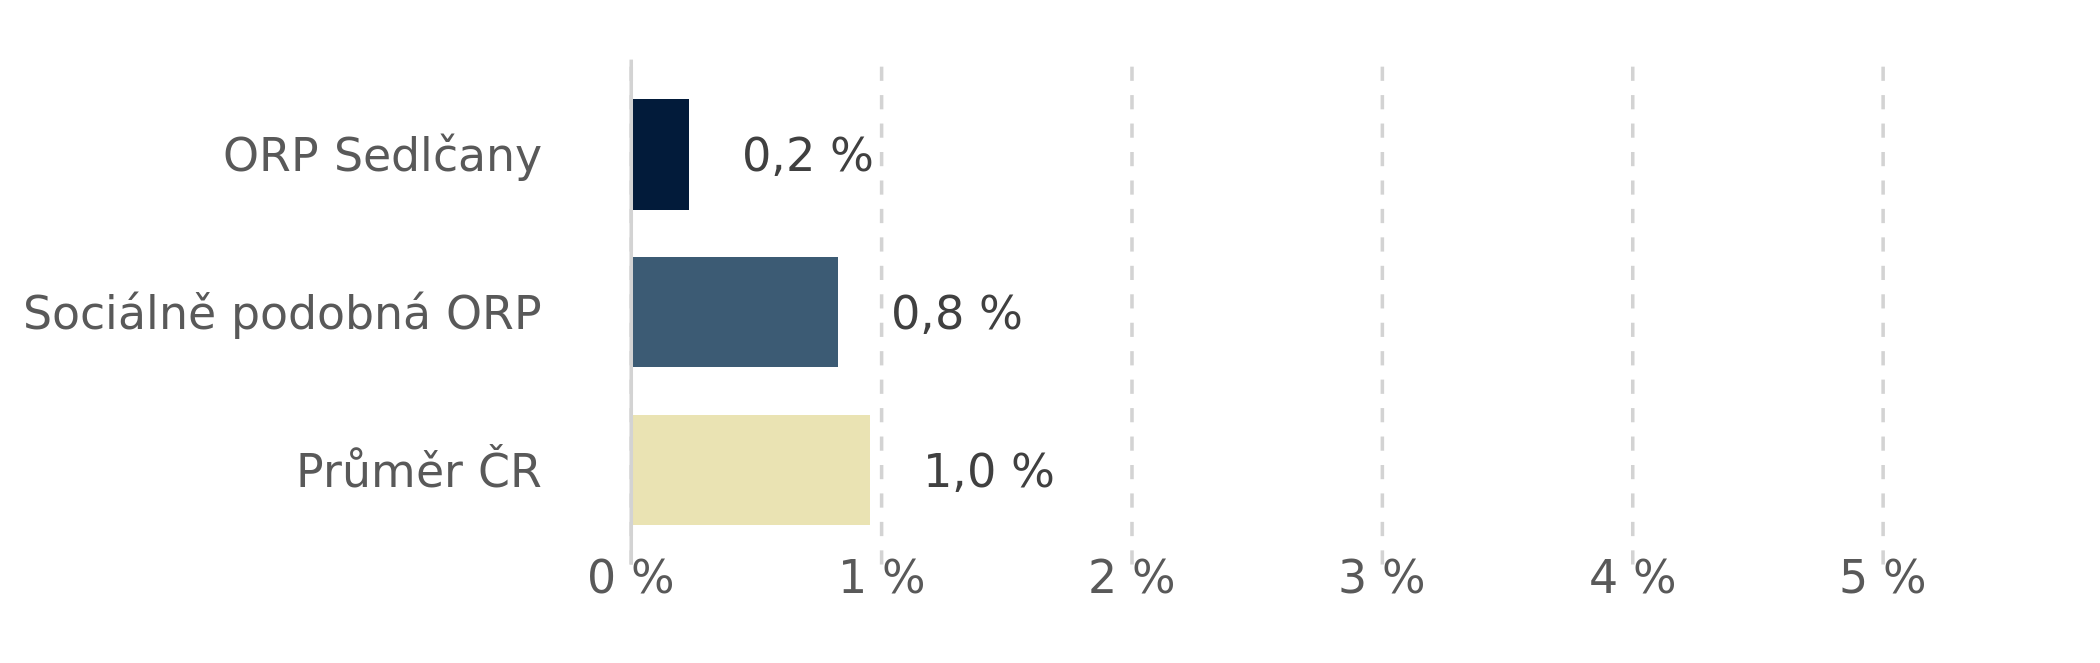 ORP Sedlčany 0,2 %
Sociálně podobná ORP 0,8 %
Průměr ČR 1,0 %
0 % 1 % 2 % 3 % 4 % 5 %